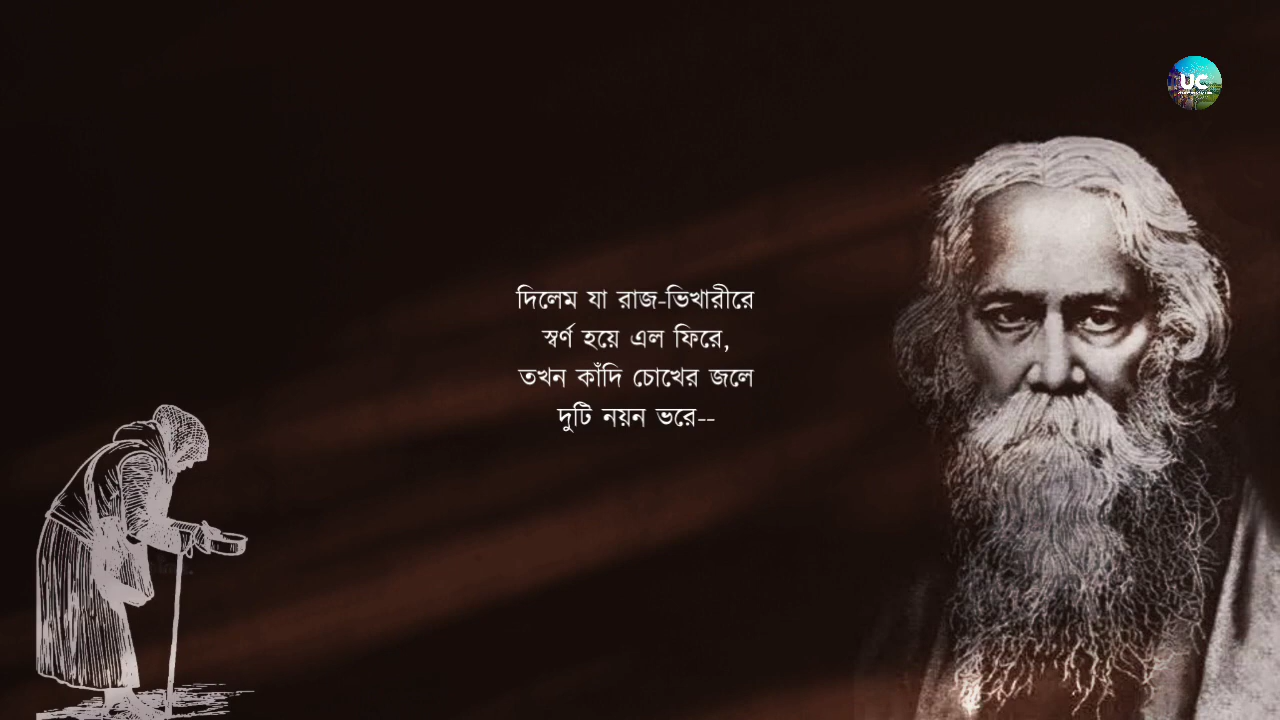 UC
দিলেম যা রাজ-ভিখারীরে
স্বর্ণ হয়ে এল ফিরে,
তখন কাঁদি চোখের জলে
দুটি নয়ন ভরে--